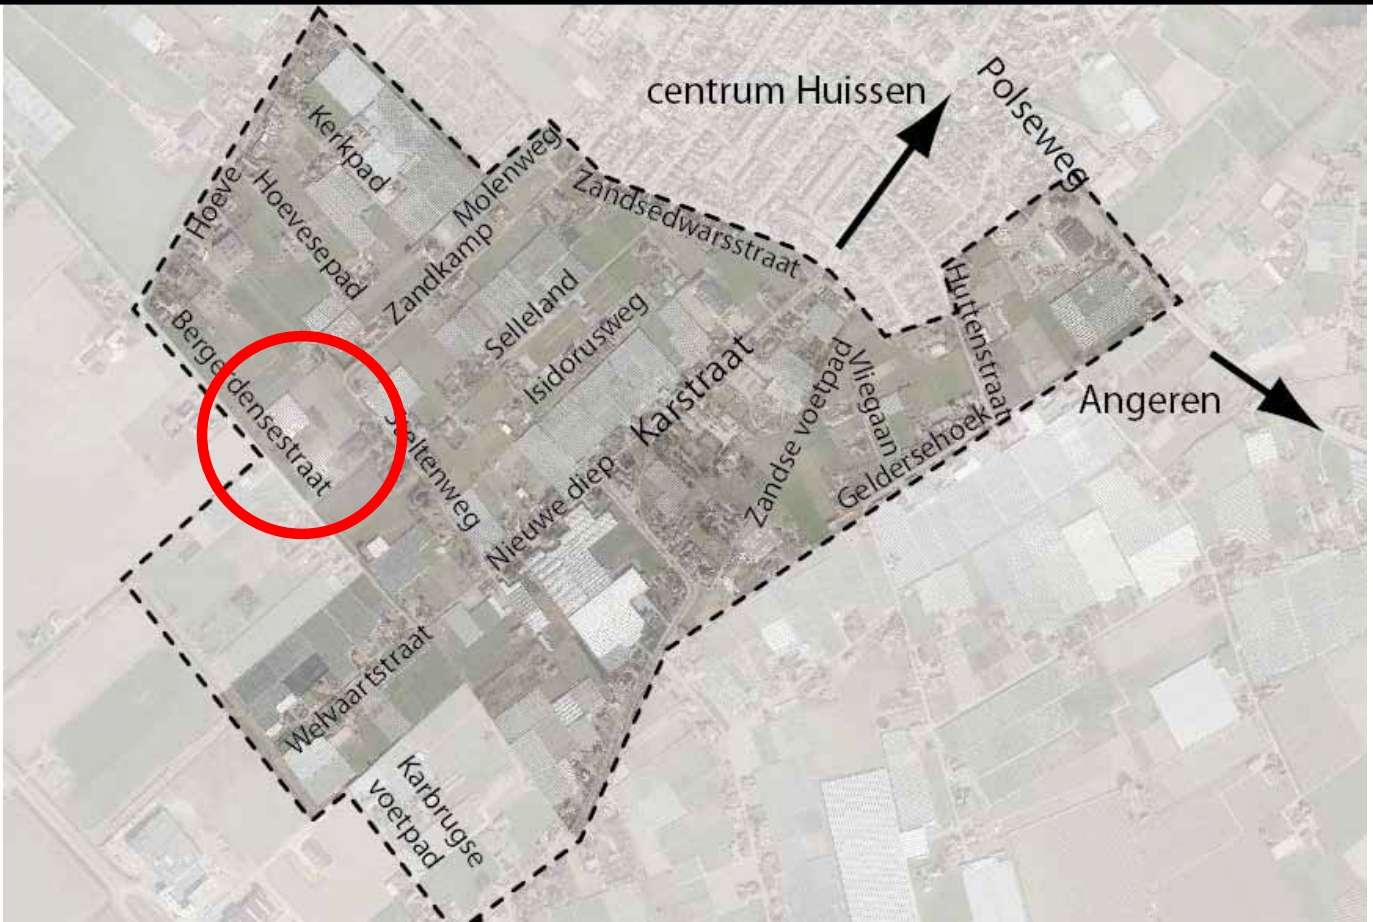 centrum Huissen
Polseweg
Kerkpad
Molenweg
Hoeve
Hoevesepad
Zandkamp
Zandsedwarsstraat
Selleland
Isidorusweg
Huttenstraat
Bergerdensestraat
Karstraat
Zandse voetpad
Vliegaan
Angeren
Steltenweg
Geldersehoek
Nieuwe diep
Welvaartstraat
Karbrugse
voetpad